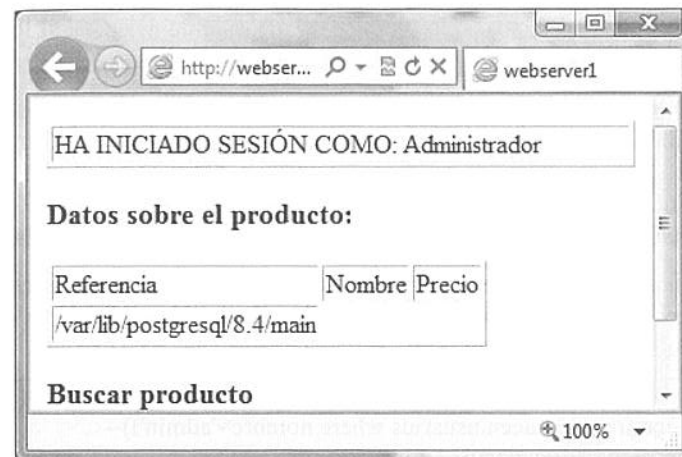 http://webser...
webserver1
HA INICIADO SESIÓN COMO: Administrador
Datos sobre el producto:
Referencia Nombre Precio
/var/lib/postgresql/8.4/main
Buscar producto
100%